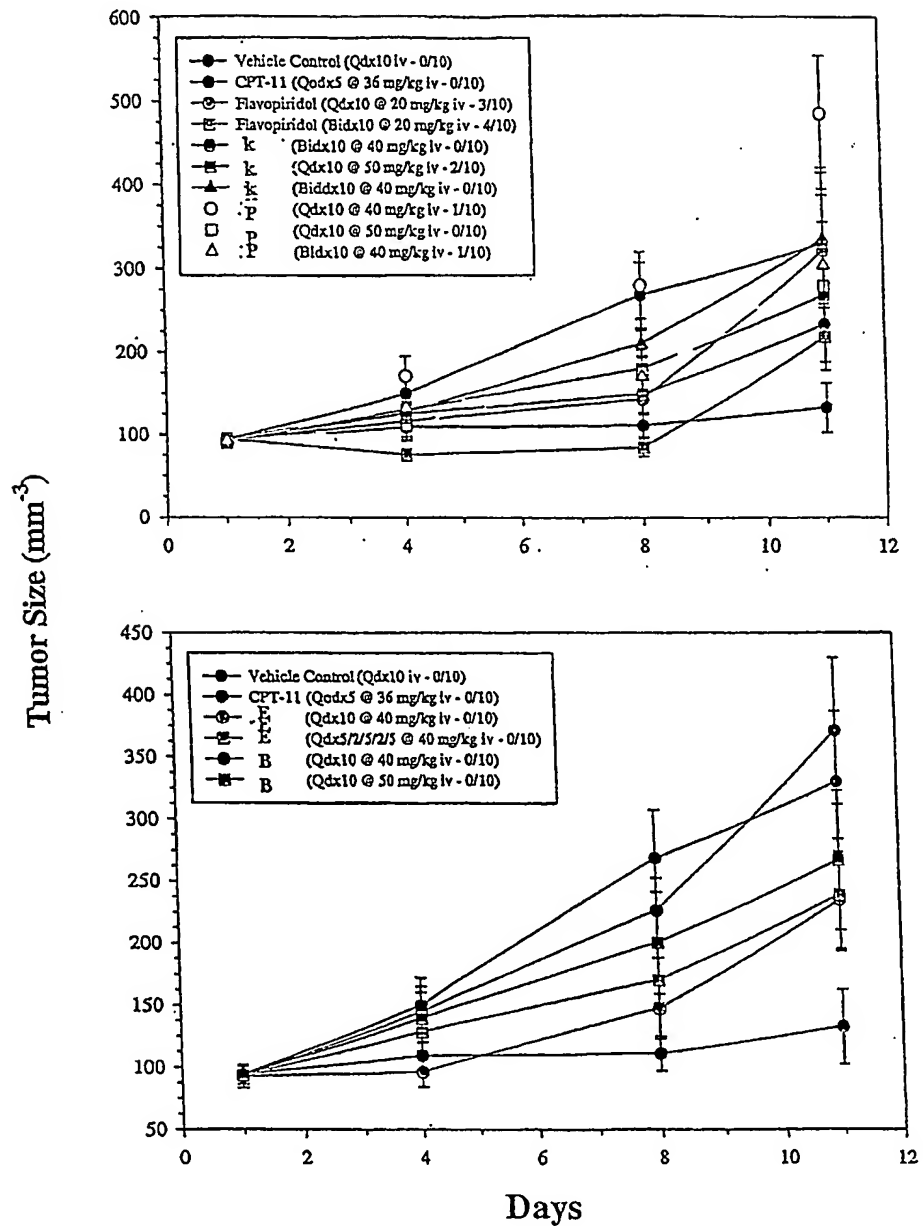 600
500
400
300
200
100
0
Vehicle Control (Qdx10 iv - 0/10)
CPT-11 (Qodx5 @ 36 mg/kg iv - 0/10)
Flavopiridol (Qdx10 @ 20 mg/kg iv - 3/10)
Flavopiridol (Bidx10 @ 20 mg/kg iv - 4/10)
k (Bidx10 @ 40 mg/kg iv - 0/10)
k (Qdx10 @ 50 mg/kg iv - 2/10)
k (Biddx10 @ 40 mg/kg iv - 0/10)
P (Qdx10 @ 40 mg/kg iv - 1/10)
P (Qdx10 @ 50 mg/kg iv - 0/10)
P (Bidx10 @ 40 mg/kg iv - 1/10)
0 2 4 6 8 10 12
Tumor Size (mm-3)
450
400
350
300
250
200
150
100
50
Vehicle Control (Qdx10 iv - 0/10)
CPT-11 (Qodx5 @ 36 mg/kg iv - 0/10)
E (Qdx10 @ 40 mg/kg iv - 0/10)
E (Qdx5/2/5/2/5 @ 40 mg/kg iv - 0/10)
B (Qdx10 @ 40 mg/kg iv - 0/10)
B (Qdx10 @ 50 mg/kg iv - 0/10)
0 2 4 6 8 10 12
Days